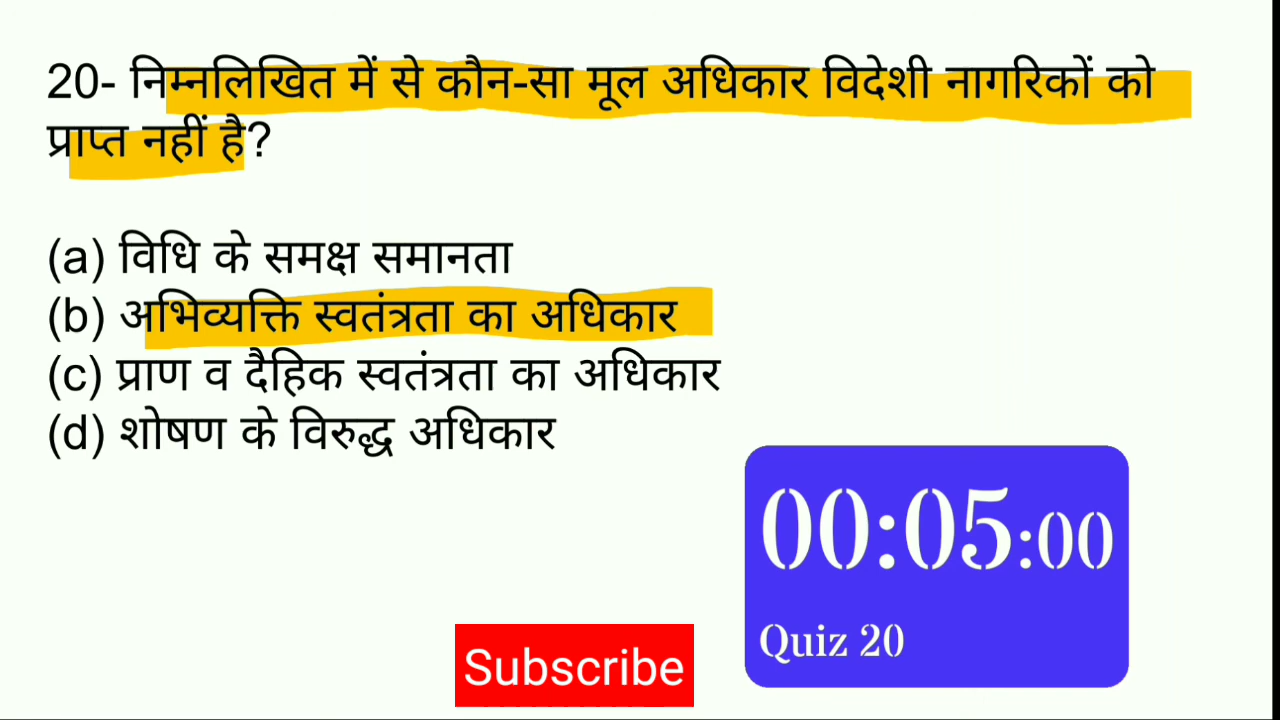 20- निम्नलिखित में से कौन-सा मूल अधिकार विदेशी नागरिकों को
प्राप्त नहीं है?
(a) विधि के समक्ष समानता
(b) अभिव्यक्ति स्वतंत्रता का अधिकार
(c) प्राण व दैहिक स्वतंत्रता का अधिकार
(d) शोषण के विरुद्ध अधिकार
00:05:00
Quiz 20
Subscribe